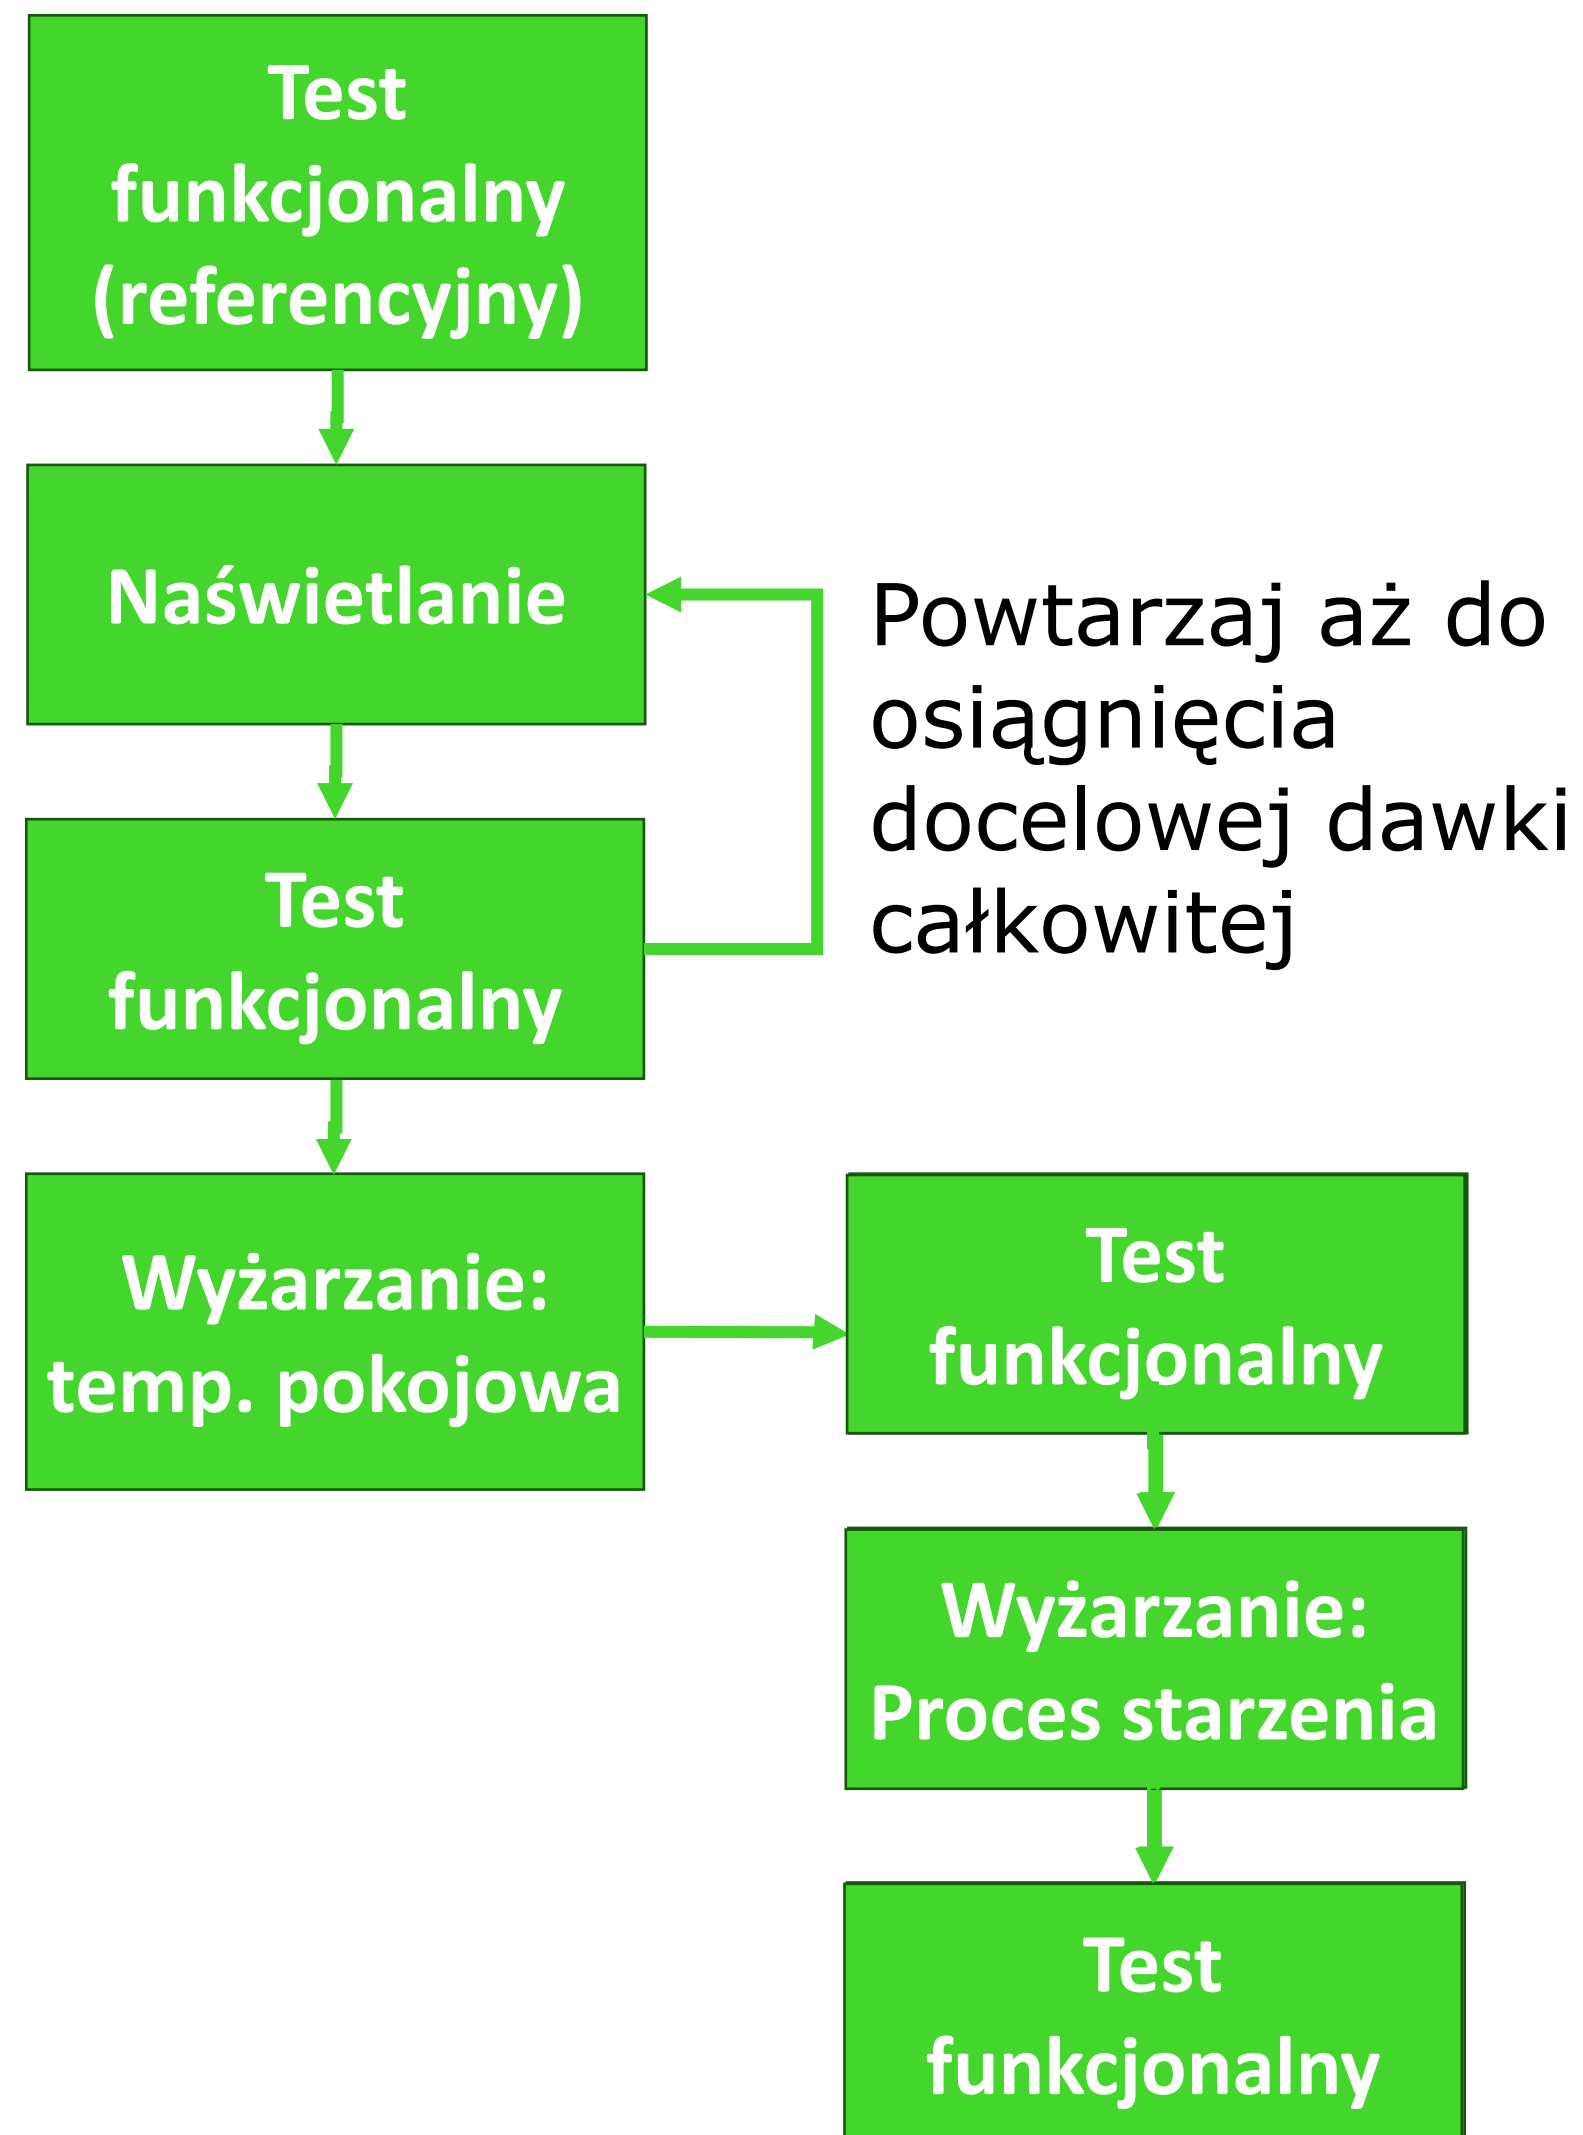 Test
funkcjonalny
(referencyjny)
Naświetlanie
Powtarzaj aż do
osiągnięcia
docelowej dawki
całkowitej
Test
funkcjonalny
Wyżarzanie:
temp. pokojowa
Test
funkcjonalny
Wyżarzanie:
Proces starzenia
Test
funkcjonalny